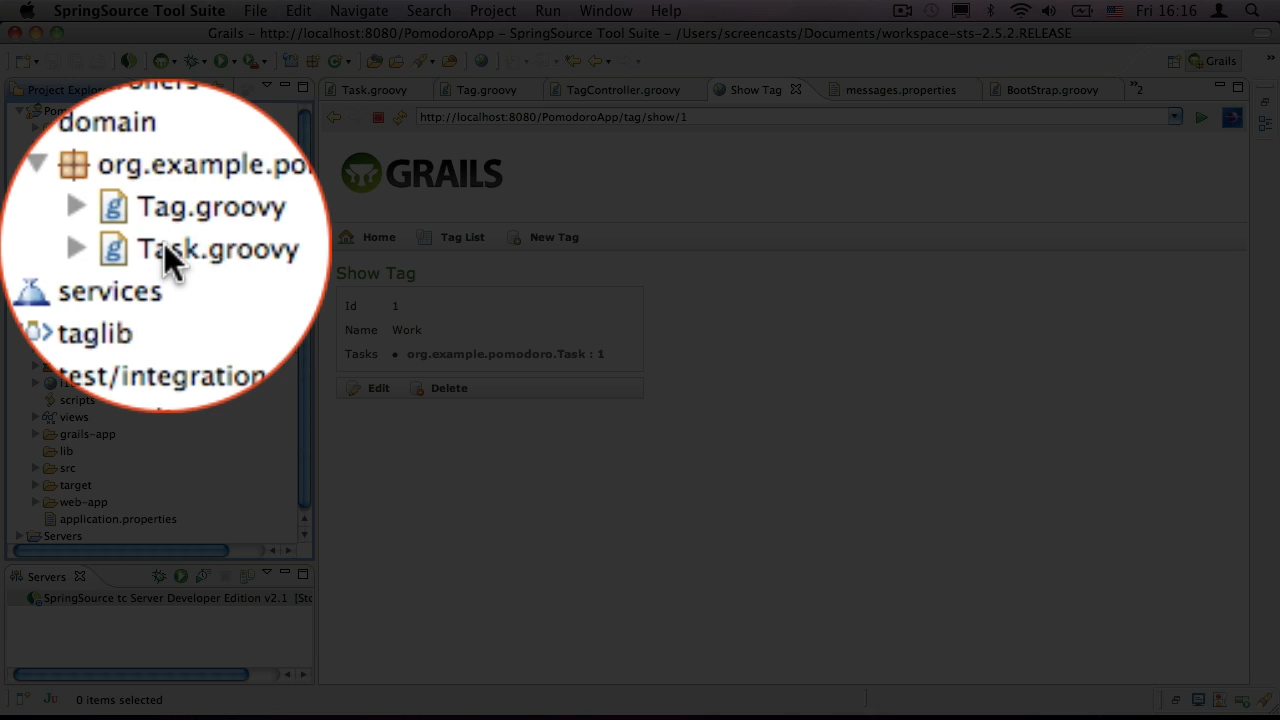 SpringSource Tool Suite File Edit Navigate Search Project Run Window Help Fri 16:16
Grails – http://localhost:8080/PomodoroApp – SpringSource Tool Suite – /Users/screencasts/Documents/workspace-sts-2.5.2.RELEASE
Grails
Project Explo
Task.groovy Tag.groovy TagController.groovy Show Tag messages.properties BootStrap.groovy 2
http://localhost:8080/PomodoroApp/tag/show/1
domain
org.example.po
Tag.groovy
Task.groovy
services
taglib
test/integration
scripts
views
grails-app
lib
src
target
web-app
application.properties
Servers
GRAILS
Home Tag List New Tag
Show Tag
Id 1
Name Work
Tasks • org.example.pomodoro.Task : 1
Edit Delete
Servers
SpringSource tc Server Developer Edition v2.1 [Sto
Ju 0 items selected